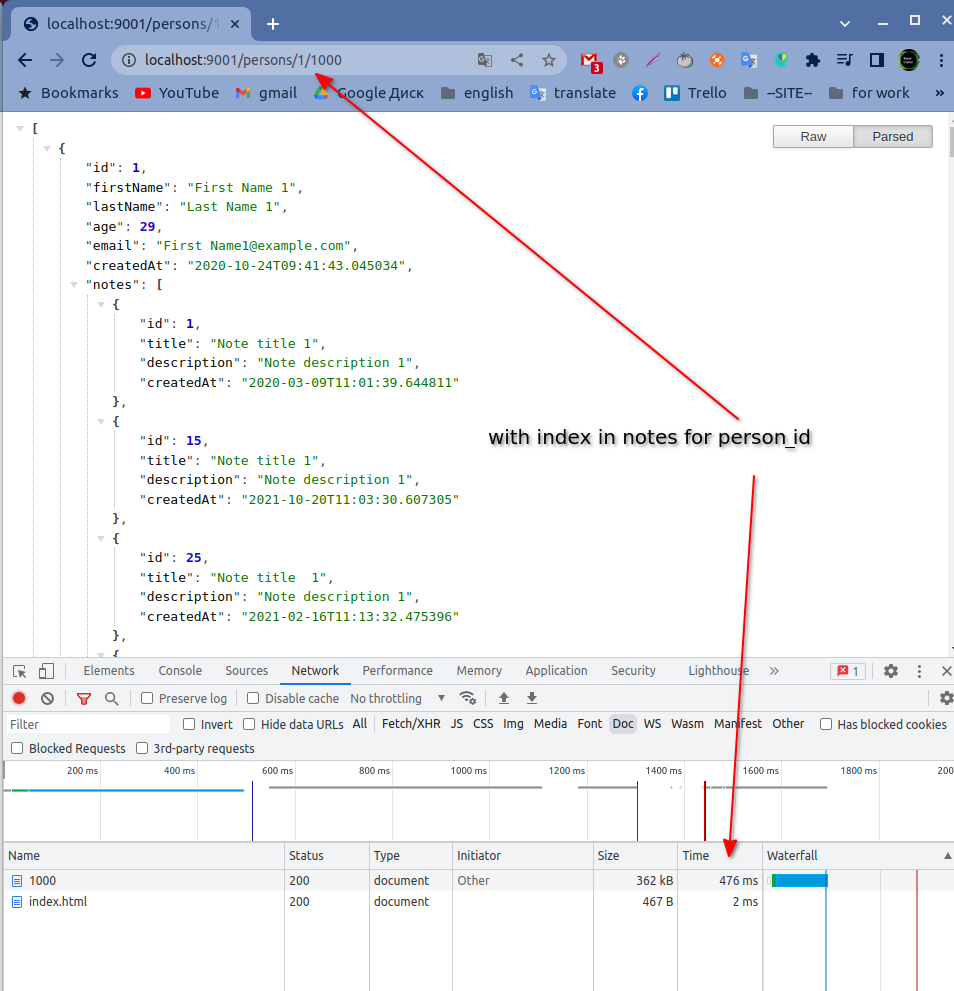 localhost:9001/persons/1
localhost:9001/persons/1/1000
3
Bookmarks YouTube gmail Google Диск english translate Trello --SITE-- for work »
[ Raw Parsed
{
"id": 1,
"firstName": "First Name 1",
"lastName": "Last Name 1",
"age": 29,
"email": "First Name1@example.com",
"createdAt": "2020-10-24T09:41:43.045034",
"notes": [
{
"id": 1,
"title": "Note title 1",
"description": "Note description 1",
"createdAt": "2020-03-09T11:01:39.644811"
},
{
with index in notes for person_id
"id": 15,
"title": "Note title 1",
"description": "Note description 1",
"createdAt": "2021-10-20T11:03:30.607305"
},
{
"id": 25,
"title": "Note title  1",
"description": "Note description 1",
"createdAt": "2021-02-16T11:13:32.475396"
},
{
Elements Console Sources Network Performance Memory Application Security Lighthouse » 1
Preserve log Disable cache No throttling
Filter Invert Hide data URLs All Fetch/XHR JS CSS Img Media Font Doc WS Wasm Manifest Other Has blocked cookies
Blocked Requests 3rd-party requests
200 ms 400 ms 600 ms 800 ms 1000 ms 1200 ms 1400 ms 1600 ms 1800 ms 200
Name Status Type Initiator Size Time Waterfall
1000 200 document Other 362 kB 476 ms
index.html 200 document 467 B 2 ms